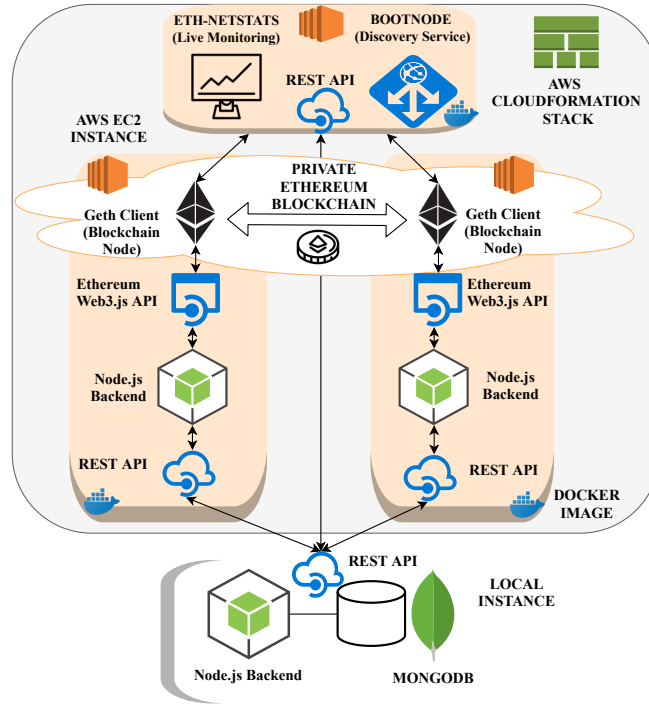 ETH-NETSTATS
(Live Monitoring)
BOOTNODE
(Discovery Service)
REST API
AWS
CLOUDFORMATION
STACK
AWS EC2
INSTANCE
PRIVATE
ETHEREUM
BLOCKCHAIN
Geth Client
(Blockchain
Node)
Geth Client
(Blockchain
Node)
Ethereum
Web3.js API
Ethereum
Web3.js API
Node.js
Backend
Node.js
Backend
REST API
REST API
DOCKER
IMAGE
REST API
LOCAL
INSTANCE
Node.js Backend
MONGODB